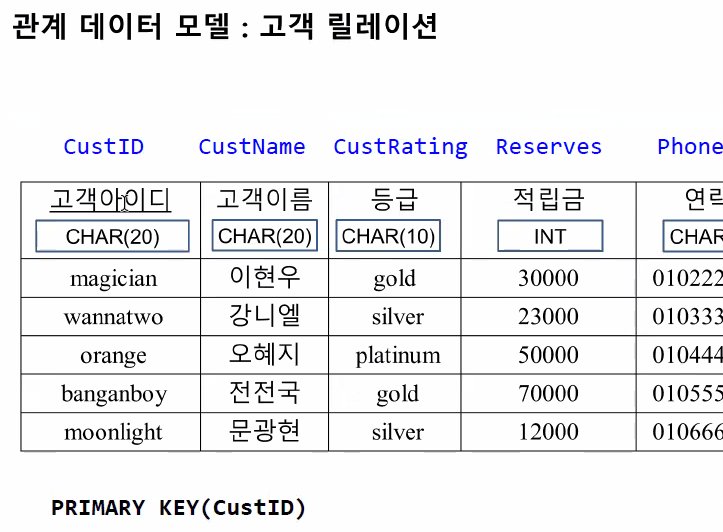 관계 데이터 모델 : 고객 릴레이션
CustID CustName CustRating Reserves Phone
고객아이디 고객이름 등급 적립금
CHAR(20) CHAR(20) CHAR(10) INT CHAR
magician 이현우 gold 30000 010222
wannatwo 강니엘 silver 23000 010333
orange 오혜지 platinum 50000 010444
banganboy 전전국 gold 70000 010555
moonlight 문광현 silver 12000 010666
PRIMARY KEY(CustID)